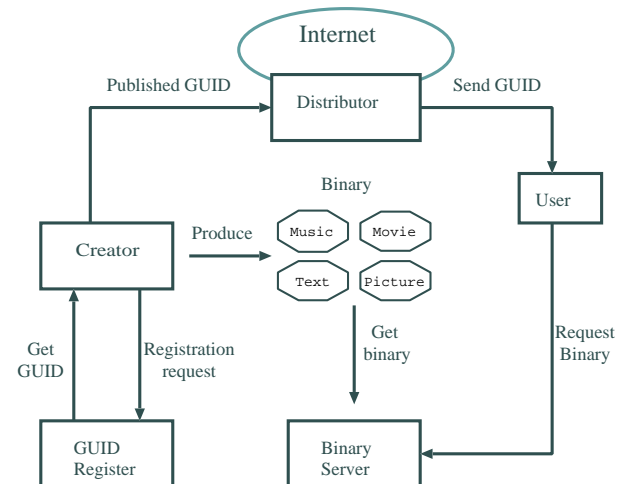 Internet
Published GUID
Distributor
Send GUID
Binary
User
Creator
Produce
Music
Movie
Text
Picture
Get
GUID
Registration
request
Get
binary
Request
Binary
GUID
Register
Binary
Server